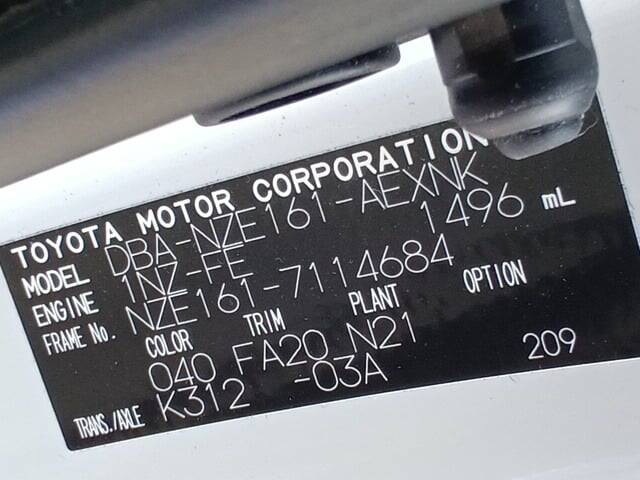 TOYOTA MOTOR CORPORATION
MODEL DBA-NZE161-AEXNK
ENGINE 1NZ-FE 1496 mL
FRAME No. NZE161-7114684
COLOR TRIM PLANT OPTION
040 FA20 N21
TRANS./AXLE K312 -03A 209